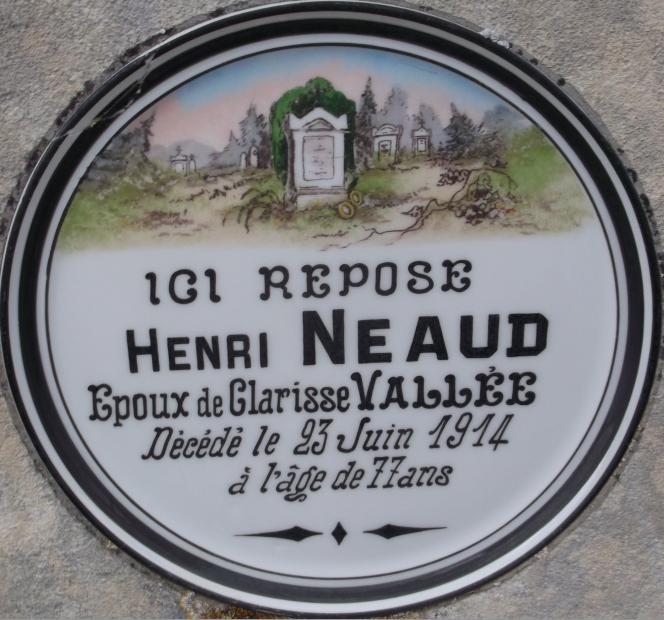 ICI REPOSE
HENRI NEAUD
Epoux de Clarisse VALLÉE
Décédé le 23 Juin 1914
à l'âge de 77 ans